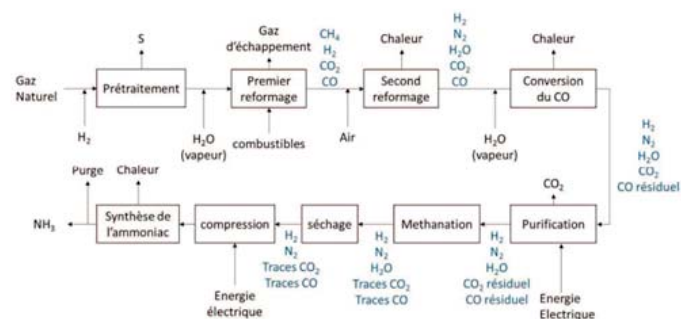 S
Gaz
d'échappement
CH4
H2
CO2
CO
Chaleur
H2
N2
H2O
CO2
CO
Chaleur
Gaz
Naturel
Prétraitement
Premier
reformage
Second
reformage
Conversion
du CO
H2
H2O
(vapeur)
combustibles
Air
H2O
(vapeur)
H2
N2
H2O
CO2
CO résiduel
Purge
Chaleur
CO2
NH3
Synthèse de
l'ammoniac
compression
séchage
Methanation
Purification
H2
N2
Traces CO2
Traces CO
H2
N2
H2O
Traces CO2
Traces CO
H2
N2
H2O
CO2 résiduel
CO résiduel
Energie
électrique
Energie
Electrique